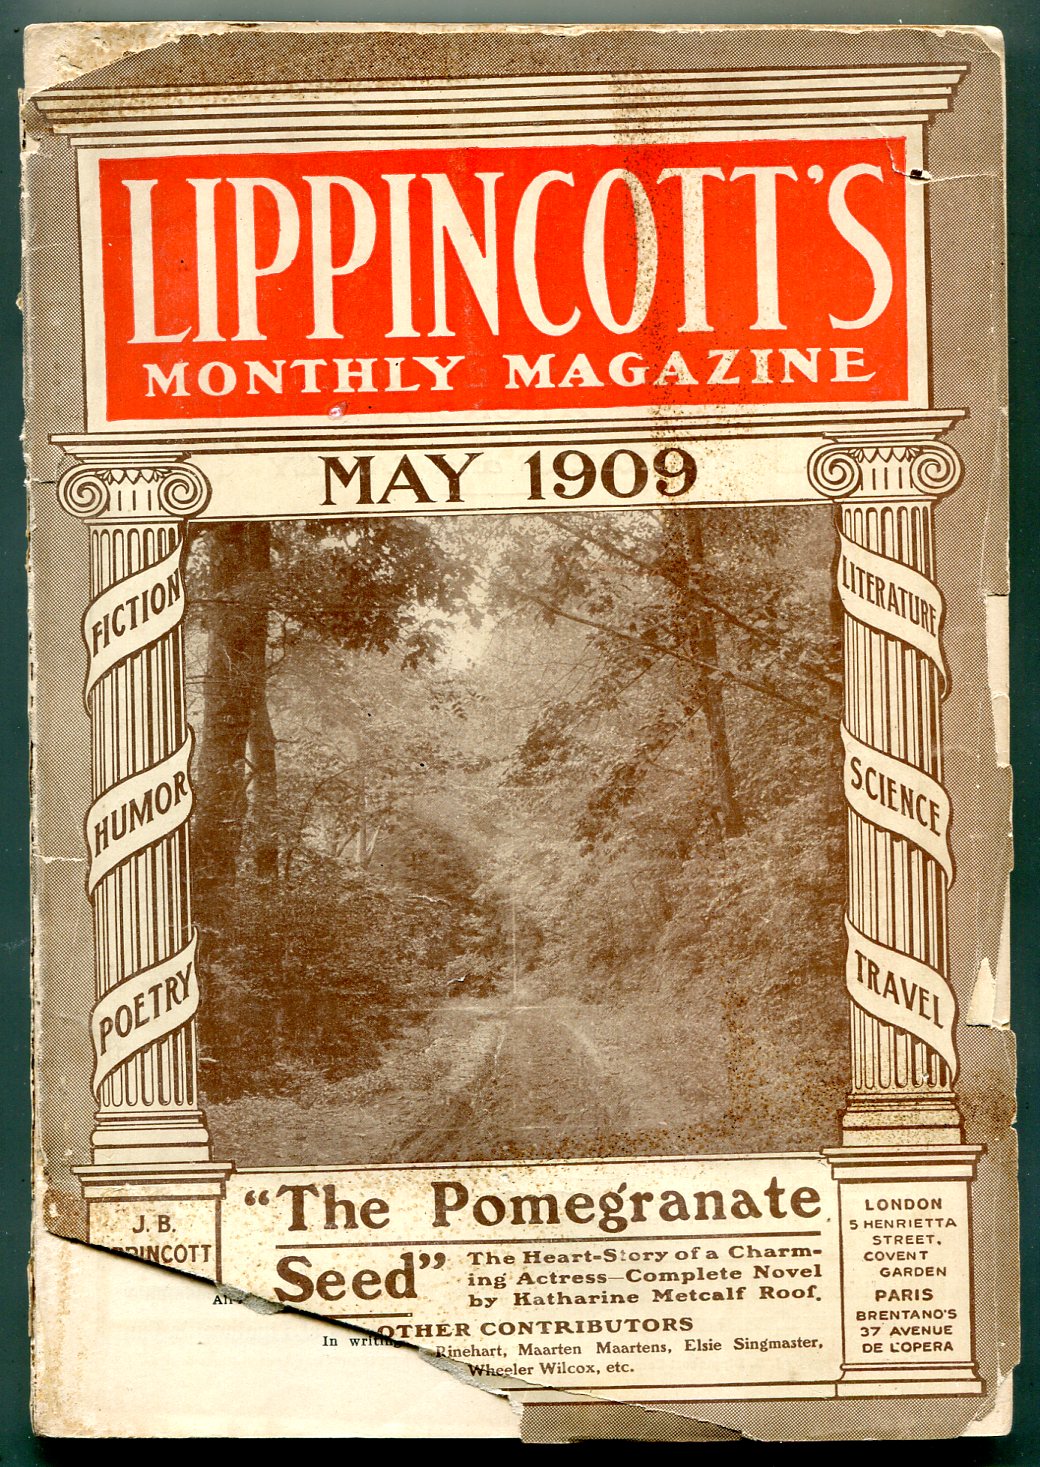 LIPPINCOTT'S
MONTHLY MAGAZINE
MAY 1909
FICTION
HUMOR
POETRY
LITERATURE
SCIENCE
TRAVEL
"The Pomegranate
Seed"
The Heart-Story of a Charm-
ing Actress—Complete Novel
by Katharine Metcalf Roof.
OTHER CONTRIBUTORS
Rinehart, Maarten Maartens, Elsie Singmaster,
Wheeler Wilcox, etc.
J. B.
PPINCOTT
In
LONDON
5 HENRIETTA
STREET,
COVENT
GARDEN
PARIS
BRENTANO'S
37 AVENUE
DE L'OPERA